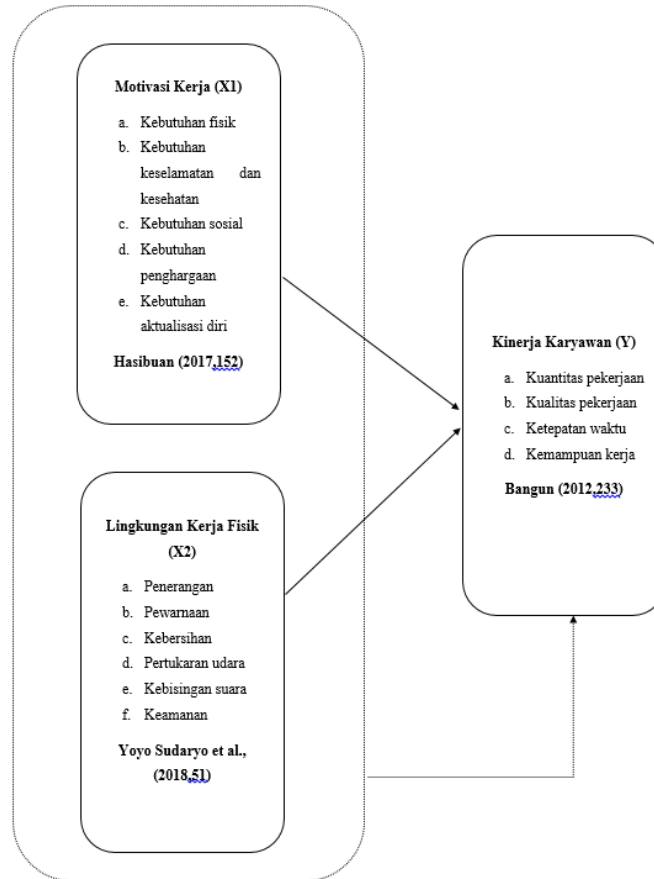 Motivasi Kerja (X1)
a. Kebutuhan fisik
b. Kebutuhan
keselamatan dan
kesehatan
c. Kebutuhan sosial
d. Kebutuhan
penghargaan
e. Kebutuhan
aktualisasi diri
Hasibuan (2017,152)
Lingkungan Kerja Fisik
(X2)
a. Penerangan
b. Pewarnaan
c. Kebersihan
d. Pertukaran udara
e. Kebisingan suara
f. Keamanan
Yoyo Sudaryo et al.,
(2018,51)
Kinerja Karyawan (Y)
a. Kuantitas pekerjaan
b. Kualitas pekerjaan
c. Ketepatan waktu
d. Kemampuan kerja
Bangun (2012,233)